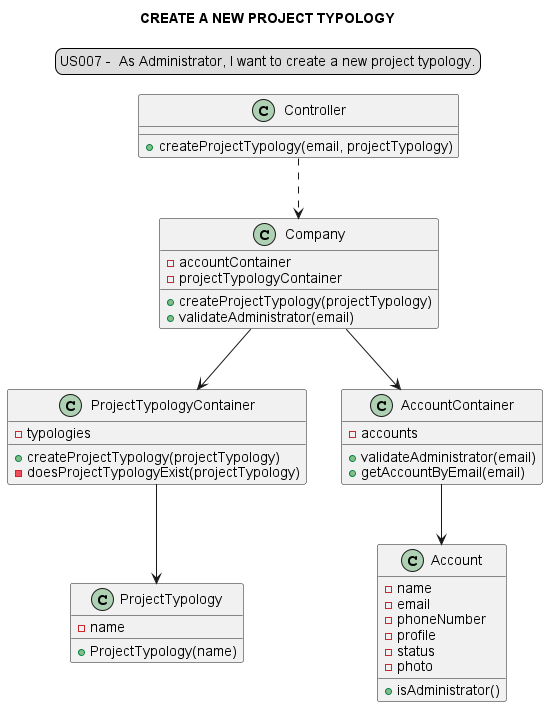 CREATE A NEW PROJECT TYPOLOGY
US007 - As Administrator, I want to create a new project typology.
C Controller
createProjectTypology(email, projectTypology)
C Company
accountContainer
projectTypologyContainer
createProjectTypology(projectTypology)
validateAdministrator(email)
C ProjectTypologyContainer
typologies
createProjectTypology(projectTypology)
doesProjectTypologyExist(projectTypology)
C AccountContainer
accounts
validateAdministrator(email)
getAccountByEmail(email)
C ProjectTypology
name
ProjectTypology(name)
C Account
name
email
phoneNumber
profile
status
photo
isAdministrator()